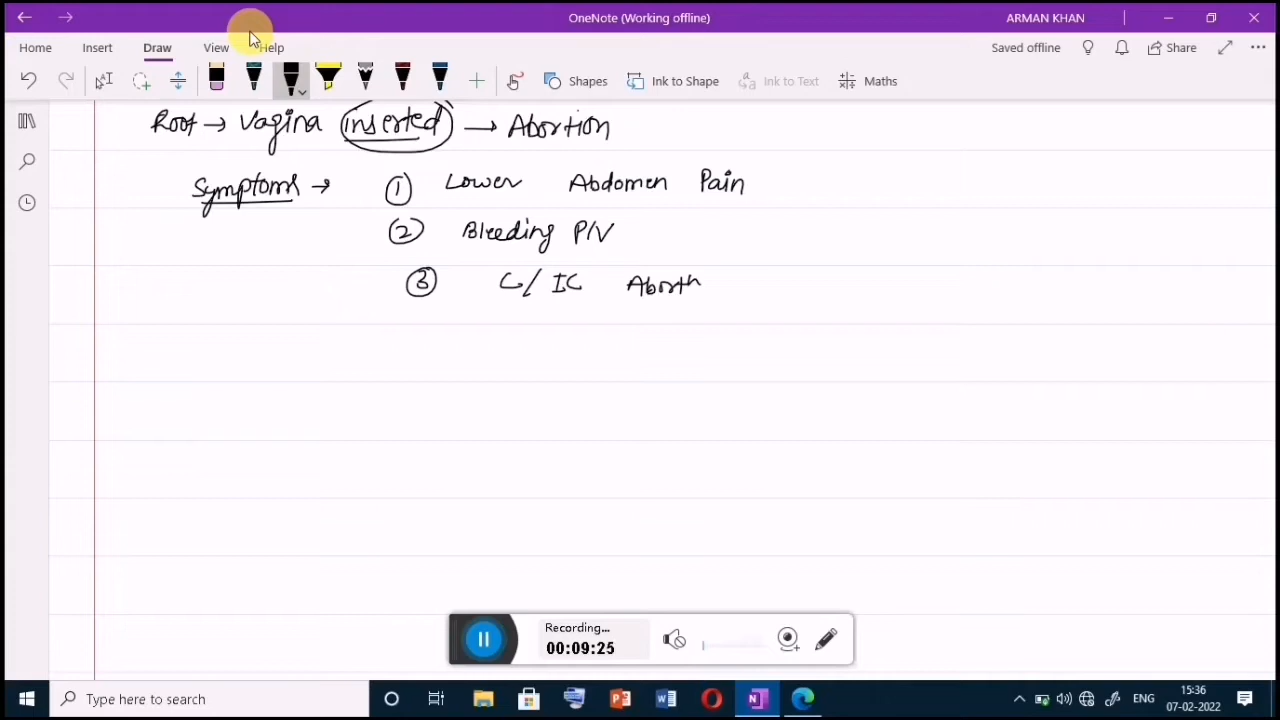 OneNote (Working offline) ARMAN KHAN
Home Insert Draw View Help Saved offline Share
Shapes Ink to Shape Ink to Text Maths
Root → Vagina inserted → Abortion
Symptoms → ① Lower Abdomen Pain
② Bleeding P/V
③ C/IC Aborth
Recording...
00:09:25
Type here to search ENG 15:36
07-02-2022